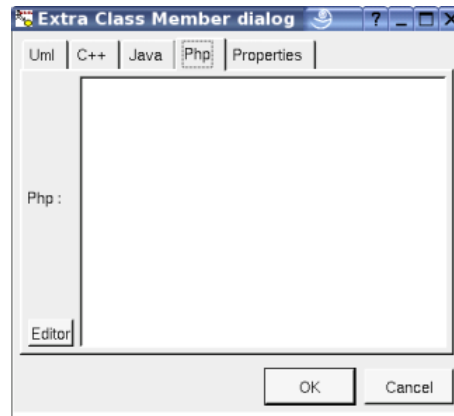 Extra Class Member dialog ? _ □ X
Uml C++ Java Php Properties
Php :
Editor
OK Cancel